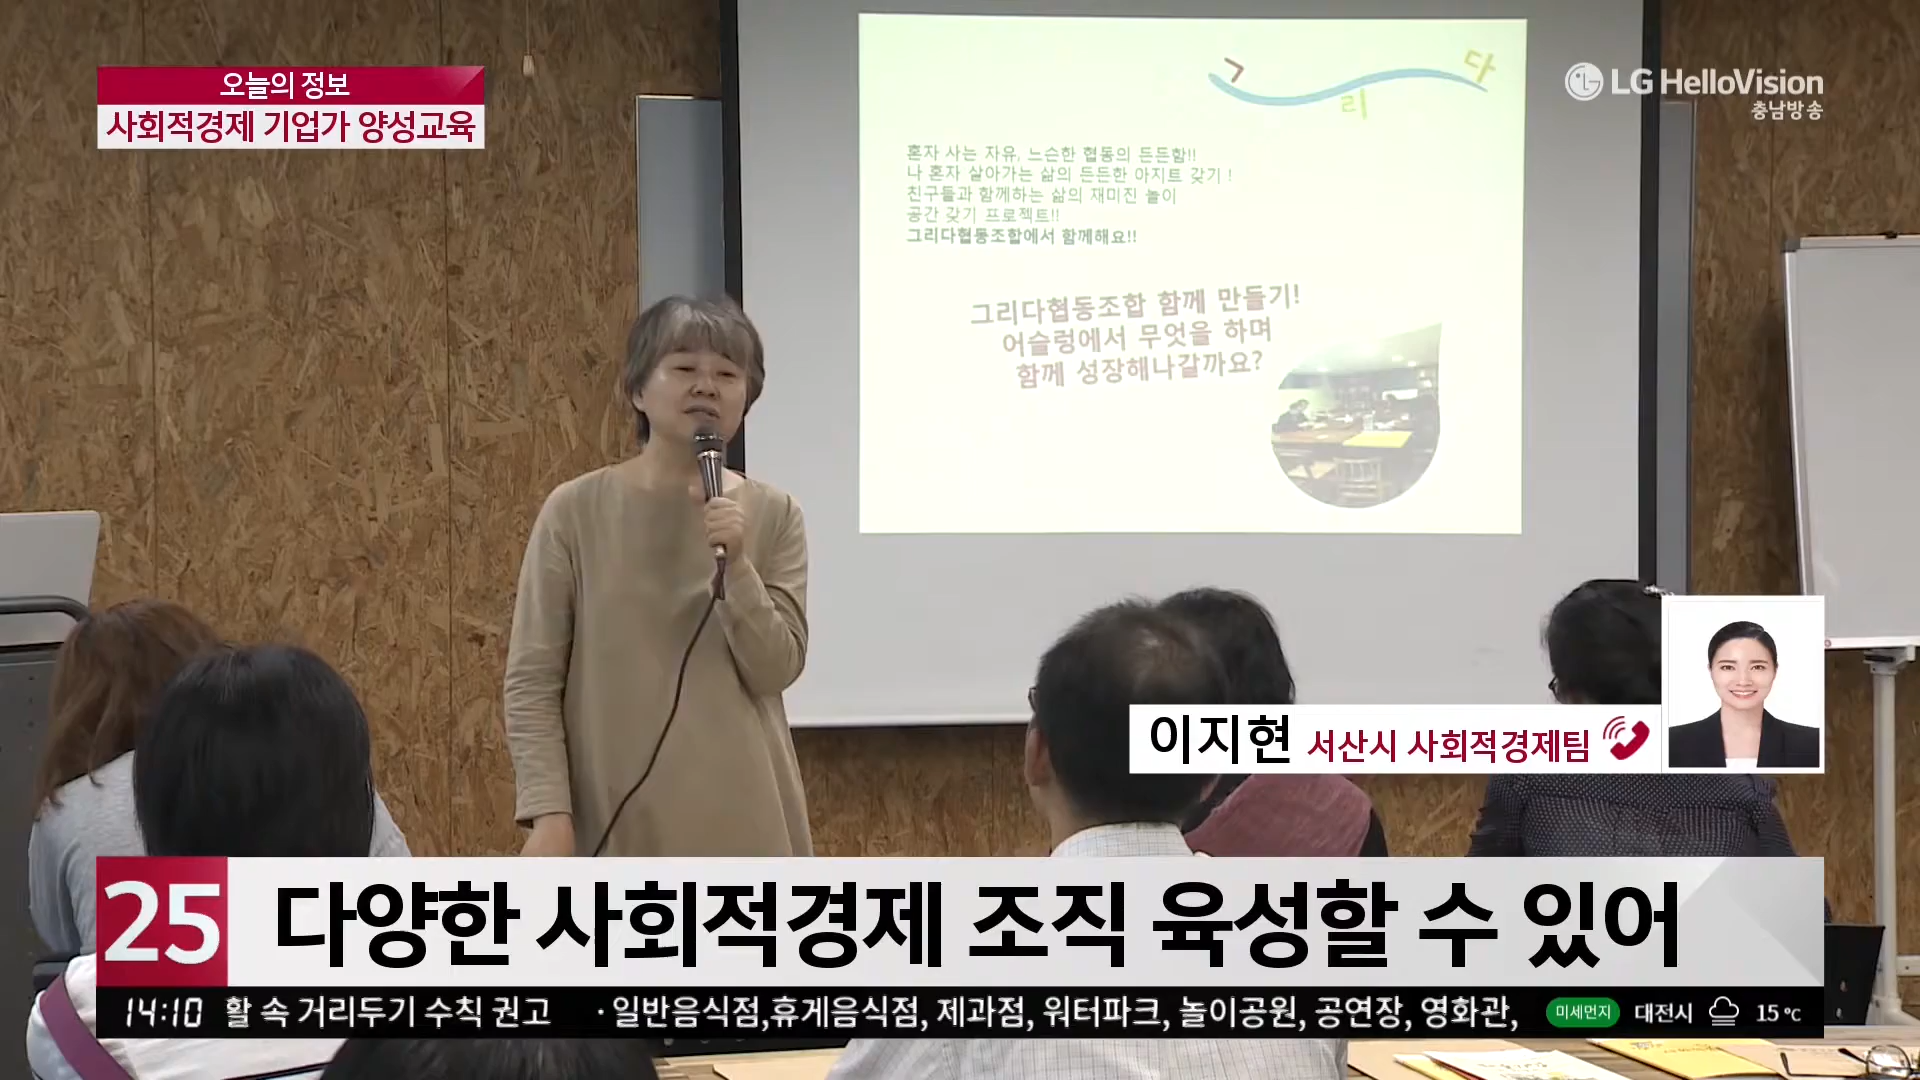 오늘의 정보
사회적경제 기업가 양성교육
LG HelloVision
충남방송
그리다
혼자 사는 자유, 느슨한 협동의 든든함!!
나 혼자 살아가는 삶의 든든한 아지트 갖기 !
친구들과 함께하는 삶의 재미진 놀이
공간 갖기 프로젝트!!
그리다협동조합에서 함께해요!!
그리다협동조합 함께 만들기!
어슬렁에서 무엇을 하며
함께 성장해나갈까요?
이지현 서산시 사회적경제팀
25 다양한 사회적경제 조직 육성할 수 있어
14:10 활 속 거리두기 수칙 권고 ·일반음식점,휴게음식점, 제과점, 워터파크, 놀이공원, 공연장, 영화관, 미세먼지 대전시 15℃